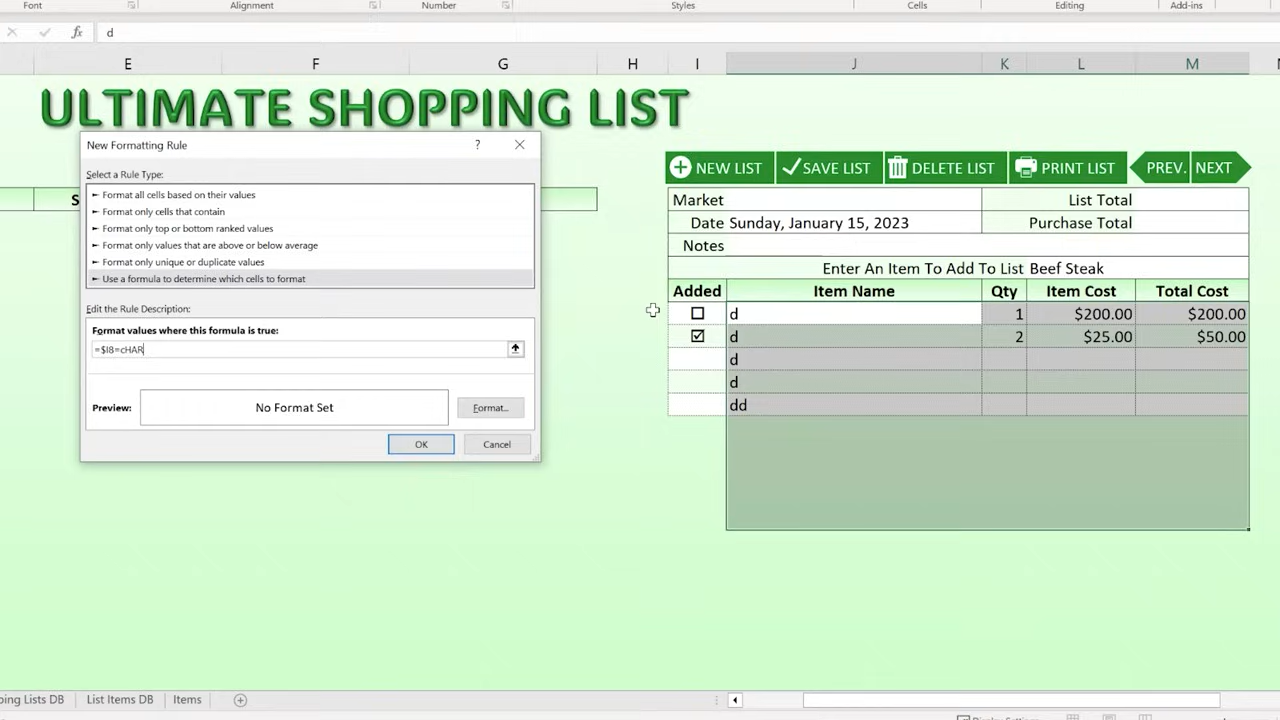 Font Alignment Number Styles Cells Editing Add-ins
fx d
E F G H I J K L M
ULTIMATE SHOPPING LIST
New Formatting Rule ?
Select a Rule Type:
► Format all cells based on their values
► Format only cells that contain
► Format only top or bottom ranked values
► Format only values that are above or below average
► Format only unique or duplicate values
► Use a formula to determine which cells to format
Edit the Rule Description:
Format values where this formula is true:
=$I8=cHAR
Preview: No Format Set Format...
OK Cancel
S
NEW LIST SAVE LIST DELETE LIST PRINT LIST PREV. NEXT
Market List Total
Date Sunday, January 15, 2023 Purchase Total
Notes
Enter An Item To Add To List Beef Steak
Added Item Name Qty Item Cost Total Cost
☐ d 1 $200.00 $200.00
☑ d 2 $25.00 $50.00
d
d
dd
ping Lists DB List Items DB Items
Display Settings